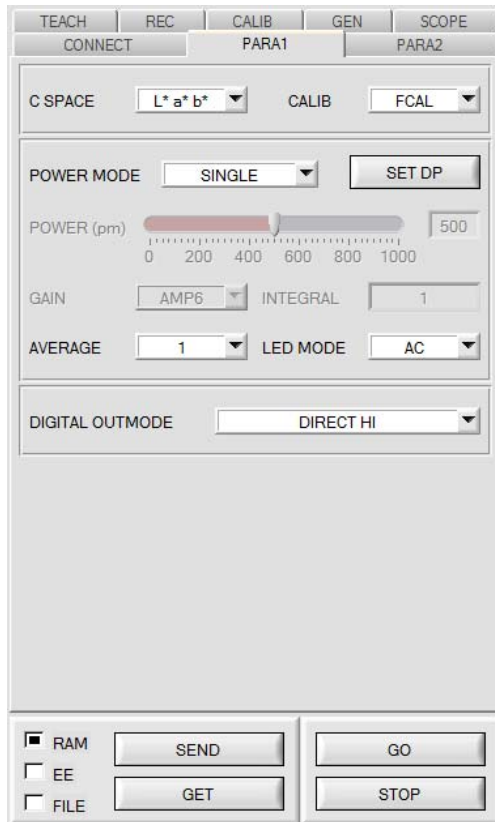 TEACH REC CALIB GEN SCOPE
CONNECT PARA1 PARA2
C SPACE L* a* b* CALIB FCAL
POWER MODE SINGLE SET DP
POWER (pm) 500
0 200 400 600 800 1000
GAIN AMP6 INTEGRAL 1
AVERAGE 1 LED MODE AC
DIGITAL OUTMODE DIRECT HI
RAM SEND GO
EE
GET STOP
FILE